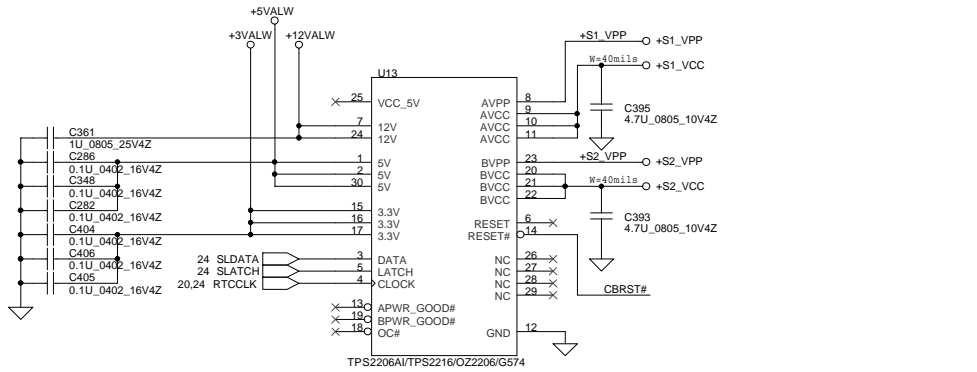 +5VALW
+3VALW
+12VALW
U13
25 VCC_5V
7 12V
24 12V
1 5V
2 5V
30 5V
15 3.3V
16 3.3V
17 3.3V
3 DATA
5 LATCH
4 CLOCK
13 APWR_GOOD#
19 BPWR_GOOD#
18 OC#
AVPP 8
AVCC 9
AVCC 10
AVCC 11
BVPP 23
BVCC 20
BVCC 21
BVCC 22
RESET 6
RESET# 14
NC 26
NC 27
NC 28
NC 29
GND 12
TPS2206AI/TPS2216/OZ2206/G574
C361
1U_0805_25V4Z
C286
0.1U_0402_16V4Z
C348
0.1U_0402_16V4Z
C282
0.1U_0402_16V4Z
C404
0.1U_0402_16V4Z
C406
0.1U_0402_16V4Z
C405
0.1U_0402_16V4Z
24 SLDATA
24 SLATCH
20,24 RTCCLK
+S1_VPP
+S1_VPP
W=40mils
+S1_VCC
C395
4.7U_0805_10V4Z
+S2_VPP
+S2_VPP
W=40mils
+S2_VCC
C393
4.7U_0805_10V4Z
CBRST#